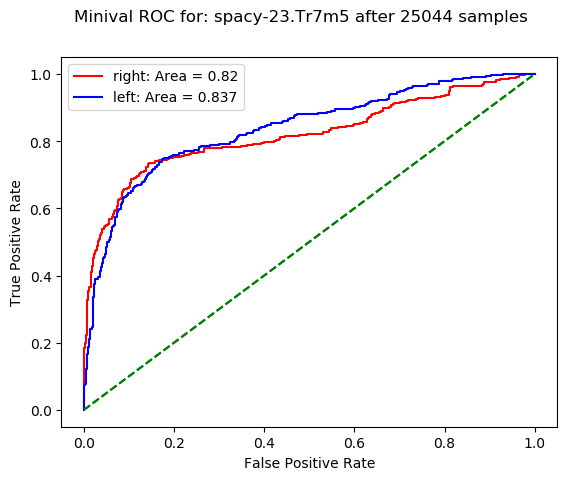 Minival ROC for: spacy-23.Tr7m5 after 25044 samples
right: Area = 0.82
left: Area = 0.837
True Positive Rate
1.0
0.8
0.6
0.4
0.2
0.0
0.0 0.2 0.4 0.6 0.8 1.0
False Positive Rate